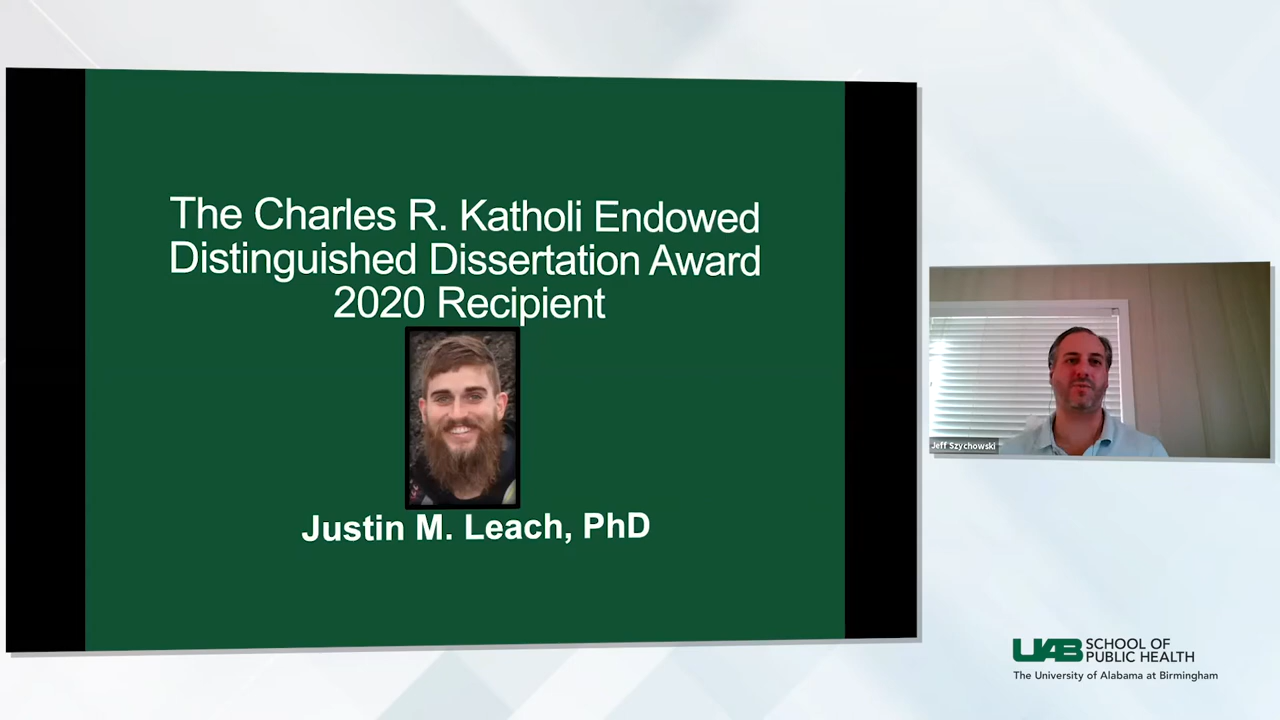 The Charles R. Katholi Endowed
Distinguished Dissertation Award
2020 Recipient
Justin M. Leach, PhD
Jeff Szychowski
UAB SCHOOL OF
PUBLIC HEALTH
The University of Alabama at Birmingham